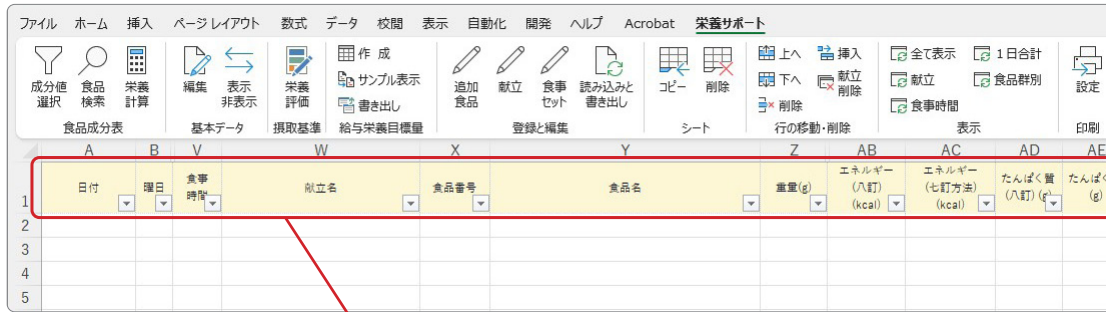 ファイル ホーム 挿入 ページ レイアウト 数式 データ 校閲 表示 自動化 開発 ヘルプ Acrobat 栄養サポート
成分値
選択
食品
検索
栄養
計算
食品成分表
編集
表示
非表示
基本データ
栄養
評価
摂取基準
作 成
サンプル表示
書き出し
給与栄養目標量
追加
食品
献立
食事
セット
読み込みと
書き出し
登録と編集
コピー
削除
シート
上へ
下へ
削除
挿入
献立
削除
行の移動・削除
全て表示
献立
食事時間
1日合計
食品群別
表示
設定
印刷
A B V W X Y Z AB AC AD AE
1
日付
曜日
食事
時間
献立名
食品番号
食品名
重量(g)
エネルギー
(八訂)
(kcal)
エネルギー
(七訂方法)
(kcal)
たんぱく質
(八訂) (g)
たんぱく
(g)
2
3
4
5